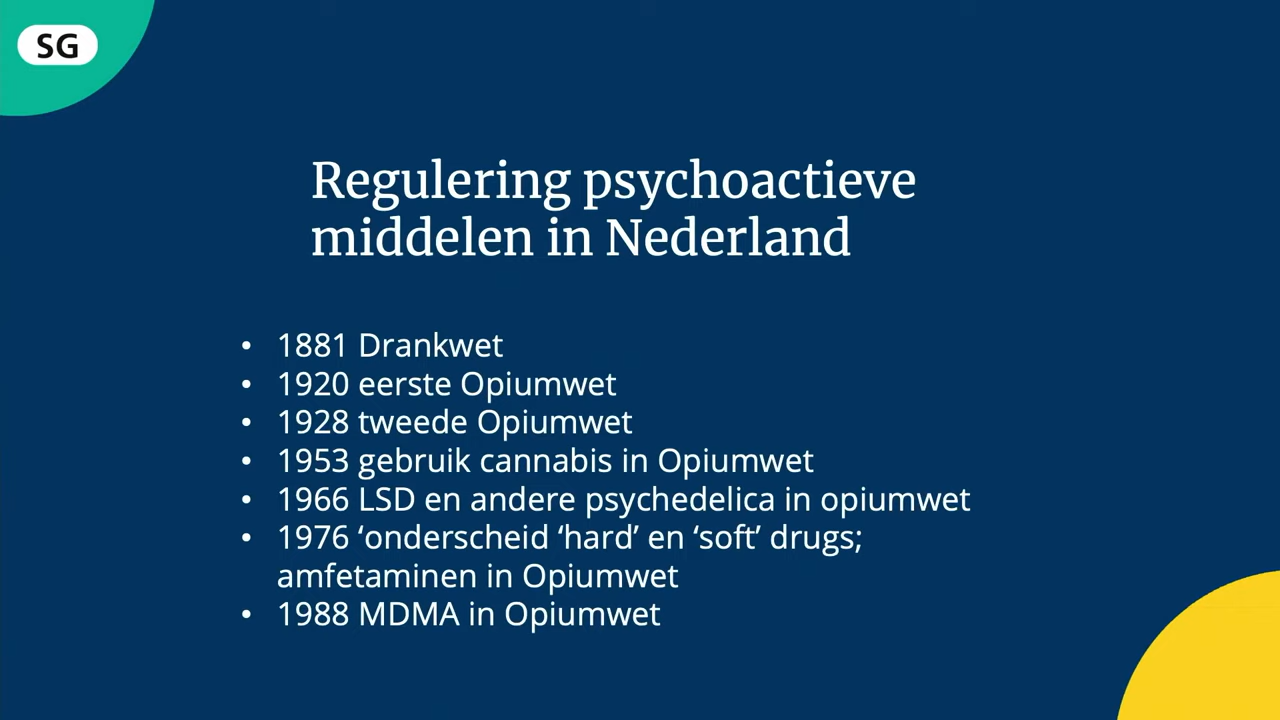 SG
Regulering psychoactieve
middelen in Nederland
• 1881 Drankwet
• 1920 eerste Opiumwet
• 1928 tweede Opiumwet
• 1953 gebruik cannabis in Opiumwet
• 1966 LSD en andere psychedelica in opiumwet
• 1976 ‘onderscheid ‘hard’ en ‘soft’ drugs;
amfetaminen in Opiumwet
• 1988 MDMA in Opiumwet